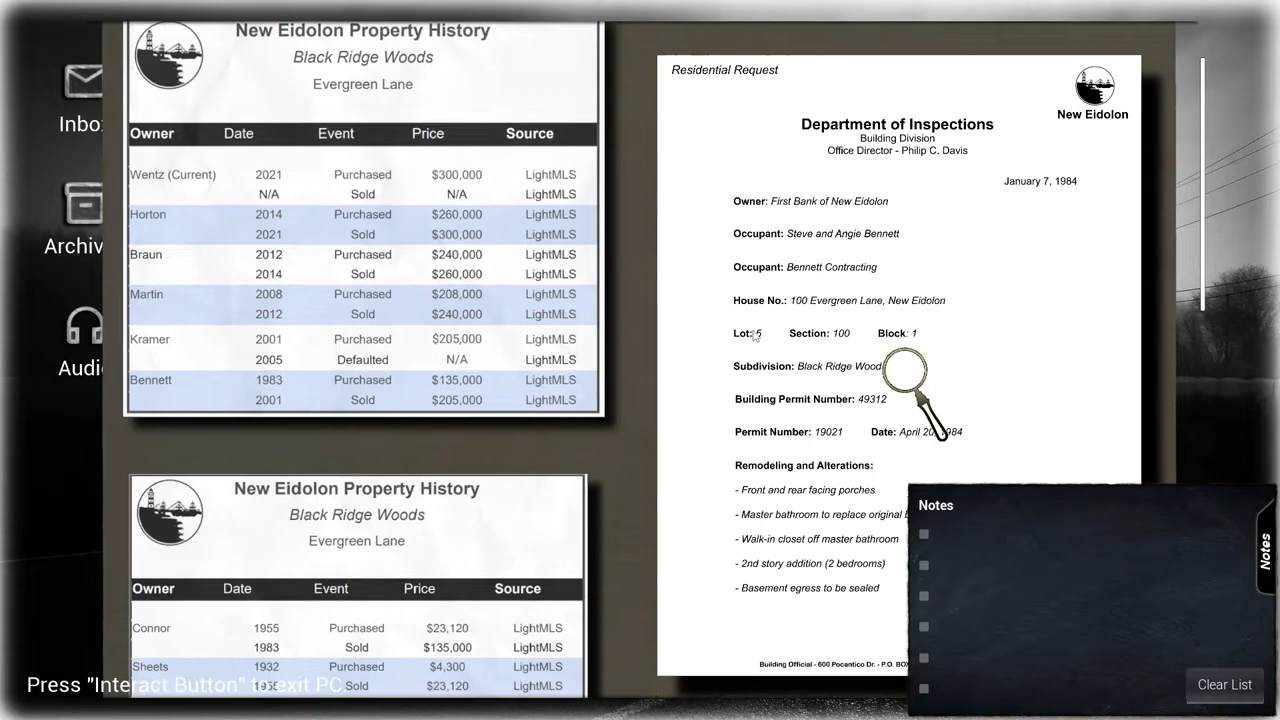 Inbo
Archiv
Audi
New Eidolon Property History
Black Ridge Woods
Evergreen Lane
Owner Date Event Price Source
Wentz (Current) 2021 Purchased $300,000 LightMLS
N/A Sold N/A LightMLS
Horton 2014 Purchased $260,000 LightMLS
2021 Sold $300,000 LightMLS
Braun 2012 Purchased $240,000 LightMLS
2014 Sold $260,000 LightMLS
Martin 2008 Purchased $208,000 LightMLS
2012 Sold $240,000 LightMLS
Kramer 2001 Purchased $205,000 LightMLS
2005 Defaulted N/A LightMLS
Bennett 1983 Purchased $135,000 LightMLS
2001 Sold $205,000 LightMLS
New Eidolon Property History
Black Ridge Woods
Evergreen Lane
Owner Date Event Price Source
Connor 1955 Purchased $23,120 LightMLS
1983 Sold $135,000 LightMLS
Sheets 1932 Purchased $4,300 LightMLS
1955 Sold $23,120 LightMLS
Press "Interact Button" to exit PC
Residential Request
New Eidolon
Department of Inspections
Building Division
Office Director - Philip C. Davis
January 7, 1984
Owner: First Bank of New Eidolon
Occupant: Steve and Angie Bennett
Occupant: Bennett Contracting
House No.: 100 Evergreen Lane, New Eidolon
Lot: 5 Section: 100 Block: 1
Subdivision: Black Ridge Wood
Building Permit Number: 49312
Permit Number: 19021 Date: April 20, 1984
Remodeling and Alterations:
- Front and rear facing porches
- Master bathroom to replace original
- Walk-in closet off master bathroom
- 2nd story addition (2 bedrooms)
- Basement egress to be sealed
Building Official - 600 Pocantico Dr. - P.O. BOX
Notes
Notes
Clear List